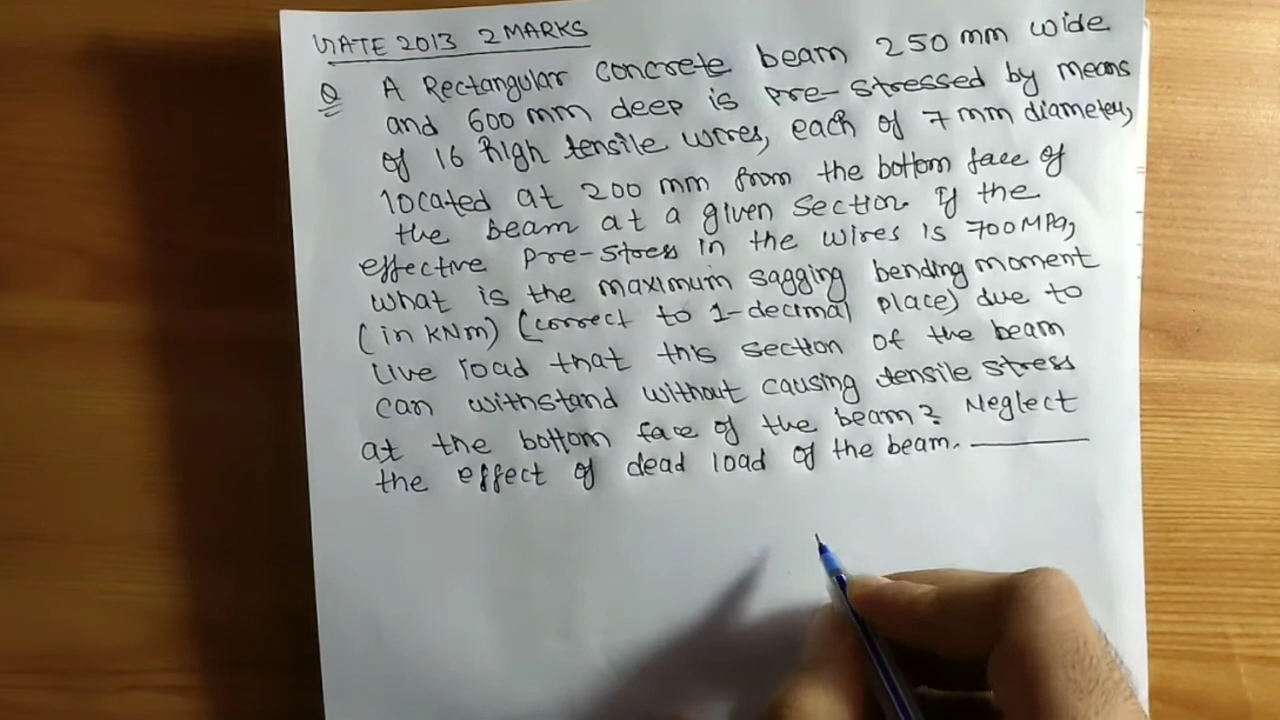 GATE 2013 2 MARKS
Q A Rectangular concrete beam 250 mm wide
and 600 mm deep is pre-stressed by means
of 16 high tensile wires, each of 7 mm diameter,
located at 200 mm from the bottom face of
the beam at a given section. If the
effective pre-stress in the wires is 700 MPa,
what is the maximum sagging bending moment
(in kNm) (correct to 1-decimal place) due to
live load that this section of the beam
can withstand without causing tensile stress
at the bottom face of the beam? Neglect
the effect of dead load of the beam. ______